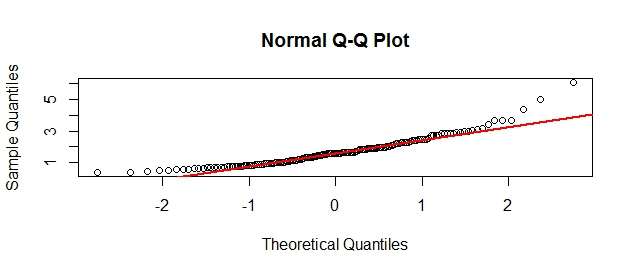 Normal Q-Q Plot
Sample Quantiles
5
3
1
-2 -1 0 1 2
Theoretical Quantiles